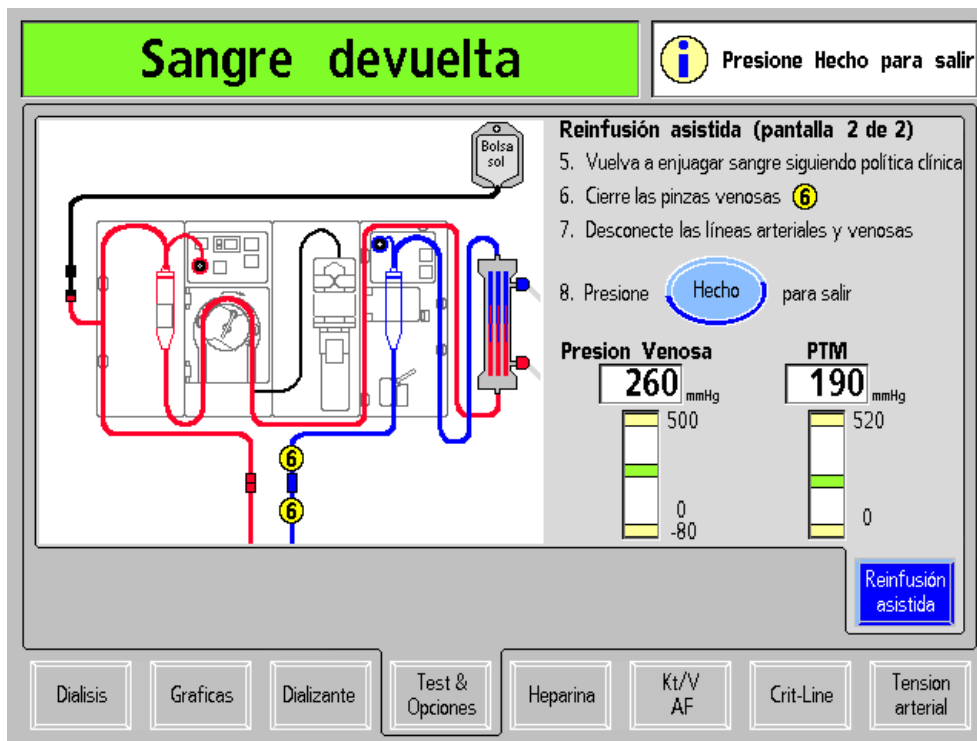 Sangre devuelta
Presione Hecho para salir
Bolsa
sol
6
6
Reinfusión asistida (pantalla 2 de 2)
5. Vuelva a enjuagar sangre siguiendo política clínica
6. Cierre las pinzas venosas 6
7. Desconecte las líneas arteriales y venosas
8. Presione Hecho para salir
Presion Venosa
260 mmHg
500
0
-80
PTM
190 mmHg
520
0
Reinfusión
asistida
Dialisis
Graficas
Dializante
Test &
Opciones
Heparina
Kt/V
AF
Crit-Line
Tension
arterial